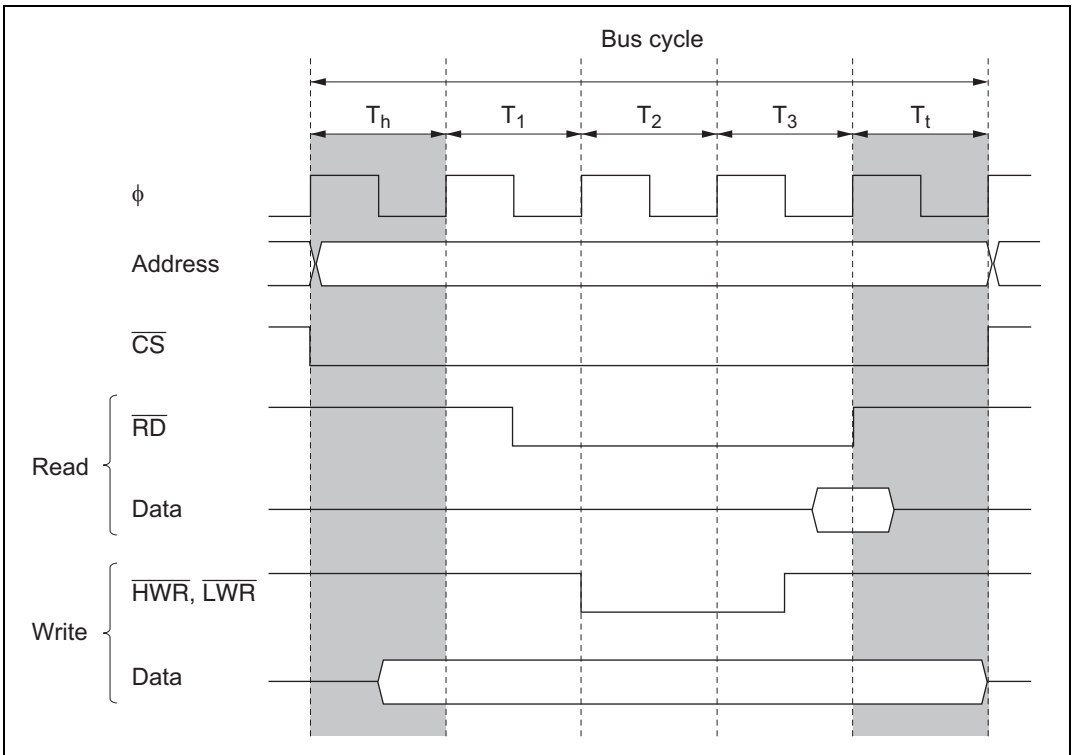 Bus cycle
Th T1 T2 T3 Tt
ϕ
Address
CS
RD
Read
Data
HWR, LWR
Write
Data